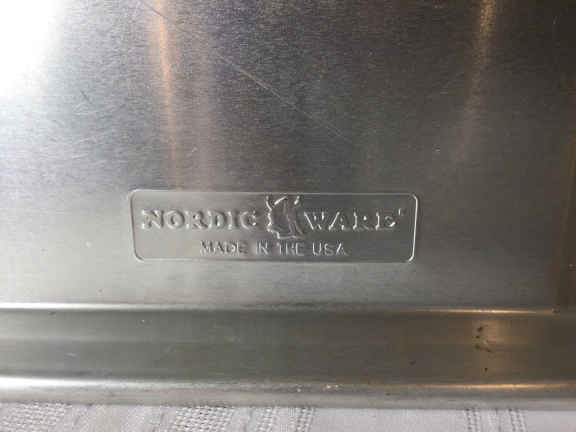 NORDIC WARE
MADE IN THE USA